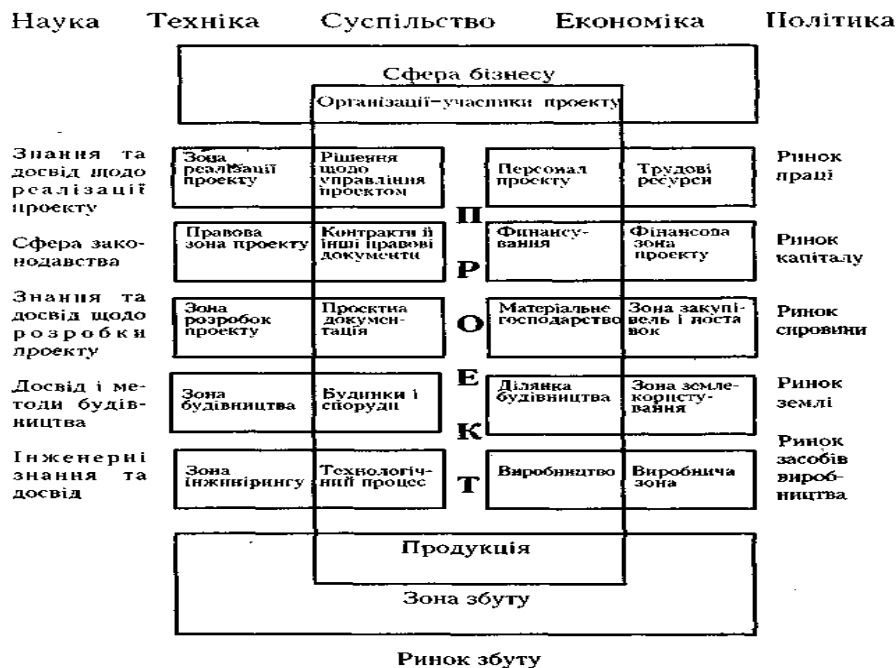 Наука Техніка Суспільство Економіка Політика
Сфера бізнесу
Організації-учасники проекту
Знання та
досвід щодо
реалізації
проекту
Зона
реалізації
проекту
Рішення
щодо
управління
проектом
Персонал
проекту
Трудові
ресурси
Ринок
праці
Сфера зако-
нодавства
Правова
зона проекту
Контракти й
інші правові
документи
Финансу-
вання
Фінансова
зона
проекту
Ринок
капіталу
Знання та
досвід щодо
розробки
проекту
Зона
розробок
проекту
Проектна
докумен-
тація
Матеріальне
господарство
Зона закупі-
вель і поста
вок
Ринок
сировини
Досвід і ме-
тоди будів-
ництва
Зона
будівництва
Будинки і
споруди
Ділянка
будівництва
Зона земле-
користу-
вання
Ринок
землі
Інженерні
знання та
досвід
Зона
інжинірингу
Технологіч-
ний процес
Виробництво
Виробнича
зона
Ринок
засобів
вироб-
ництва
П
Р
О
Е
К
Т
Продукція
Зона збуту
Ринок збуту